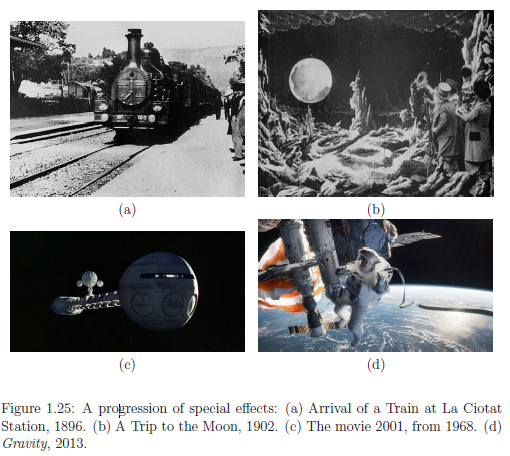 (a)
(b)
(c)
(d)
Figure 1.25: A progression of special effects: (a) Arrival of a Train at La Ciotat
Station, 1896. (b) A Trip to the Moon, 1902. (c) The movie 2001, from 1968. (d)
Gravity, 2013.